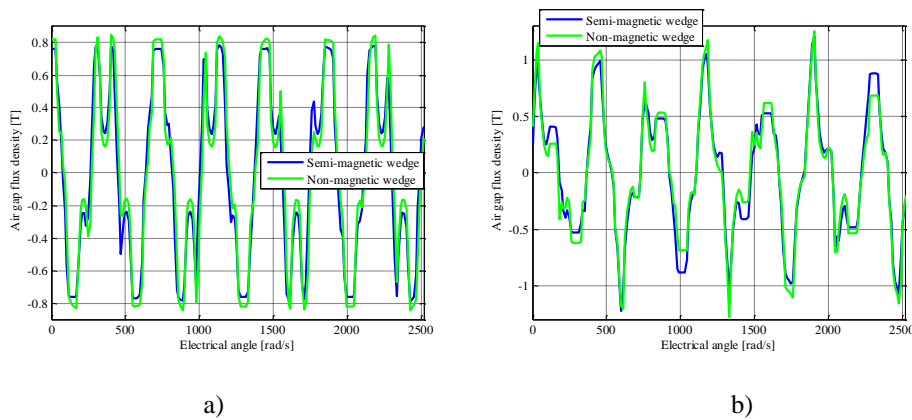 0.8
0.6
0.4
0.2
0
-0.2
-0.4
-0.6
-0.8
0
500
1000
1500
2000
2500
Air gap flux density [T]
Electrical angle [rad/s]
Semi-magnetic wedge
Non-magnetic wedge
a)
1
0.5
0
-0.5
-1
0
500
1000
1500
2000
2500
Air gap flux density [T]
Electrical angle [rad/s]
Semi-magnetic wedge
Non-magnetic wedge
b)